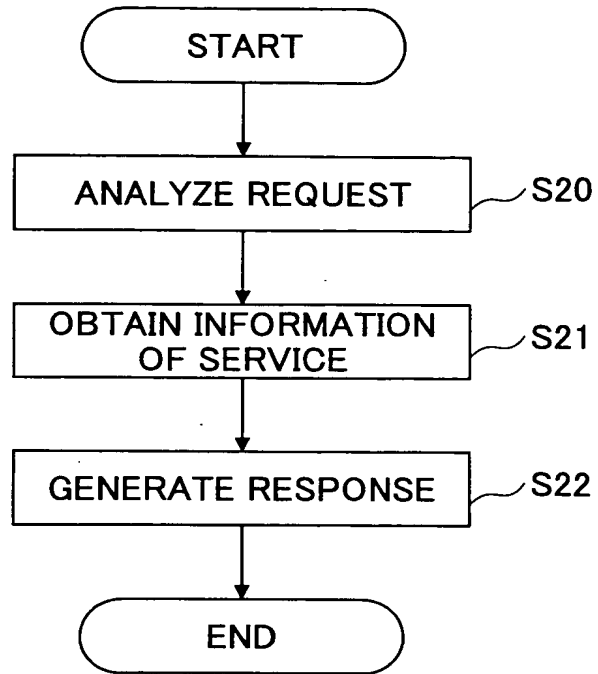 START
ANALYZE REQUEST
S20
OBTAIN INFORMATION
OF SERVICE
S21
GENERATE RESPONSE
S22
END